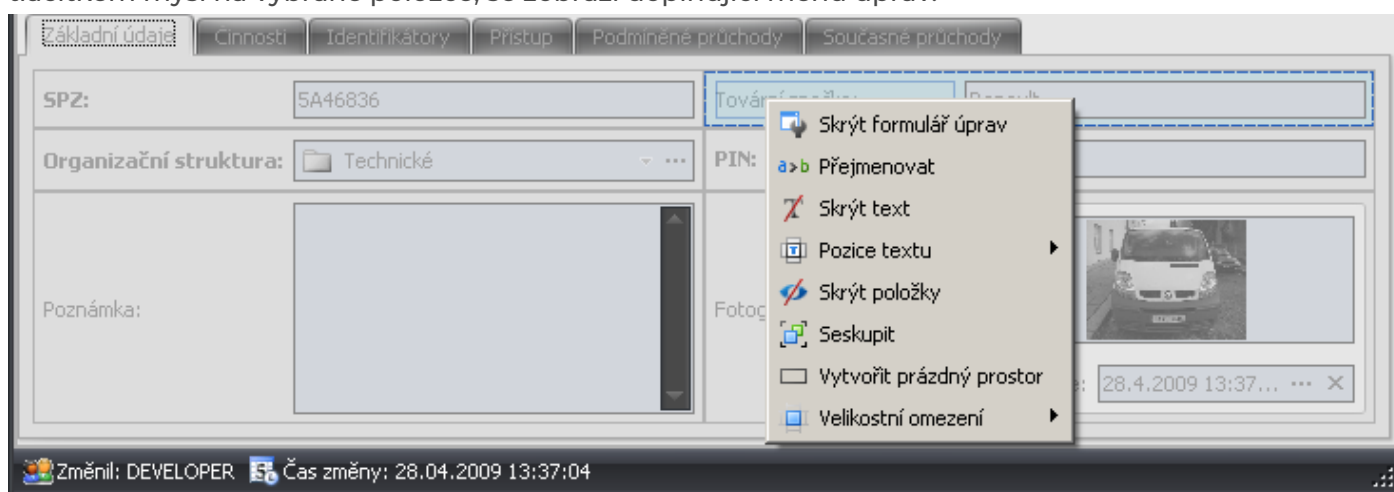 Základní údaje Činnosti Identifikátory Přístup Podmíněné průchody Současné průchody
SPZ: 5A46836
Organizační struktura: Technické PIN:
Skrýt formulář úprav
Přejmenovat
Skrýt text
Pozice textu
Skrýt položky
Seskupit
Vytvořit prázdný prostor
Velikostní omezení
Poznámka:
28.4.2009 13:37...
Změnil: DEVELOPER Čas změny: 28.04.2009 13:37:04